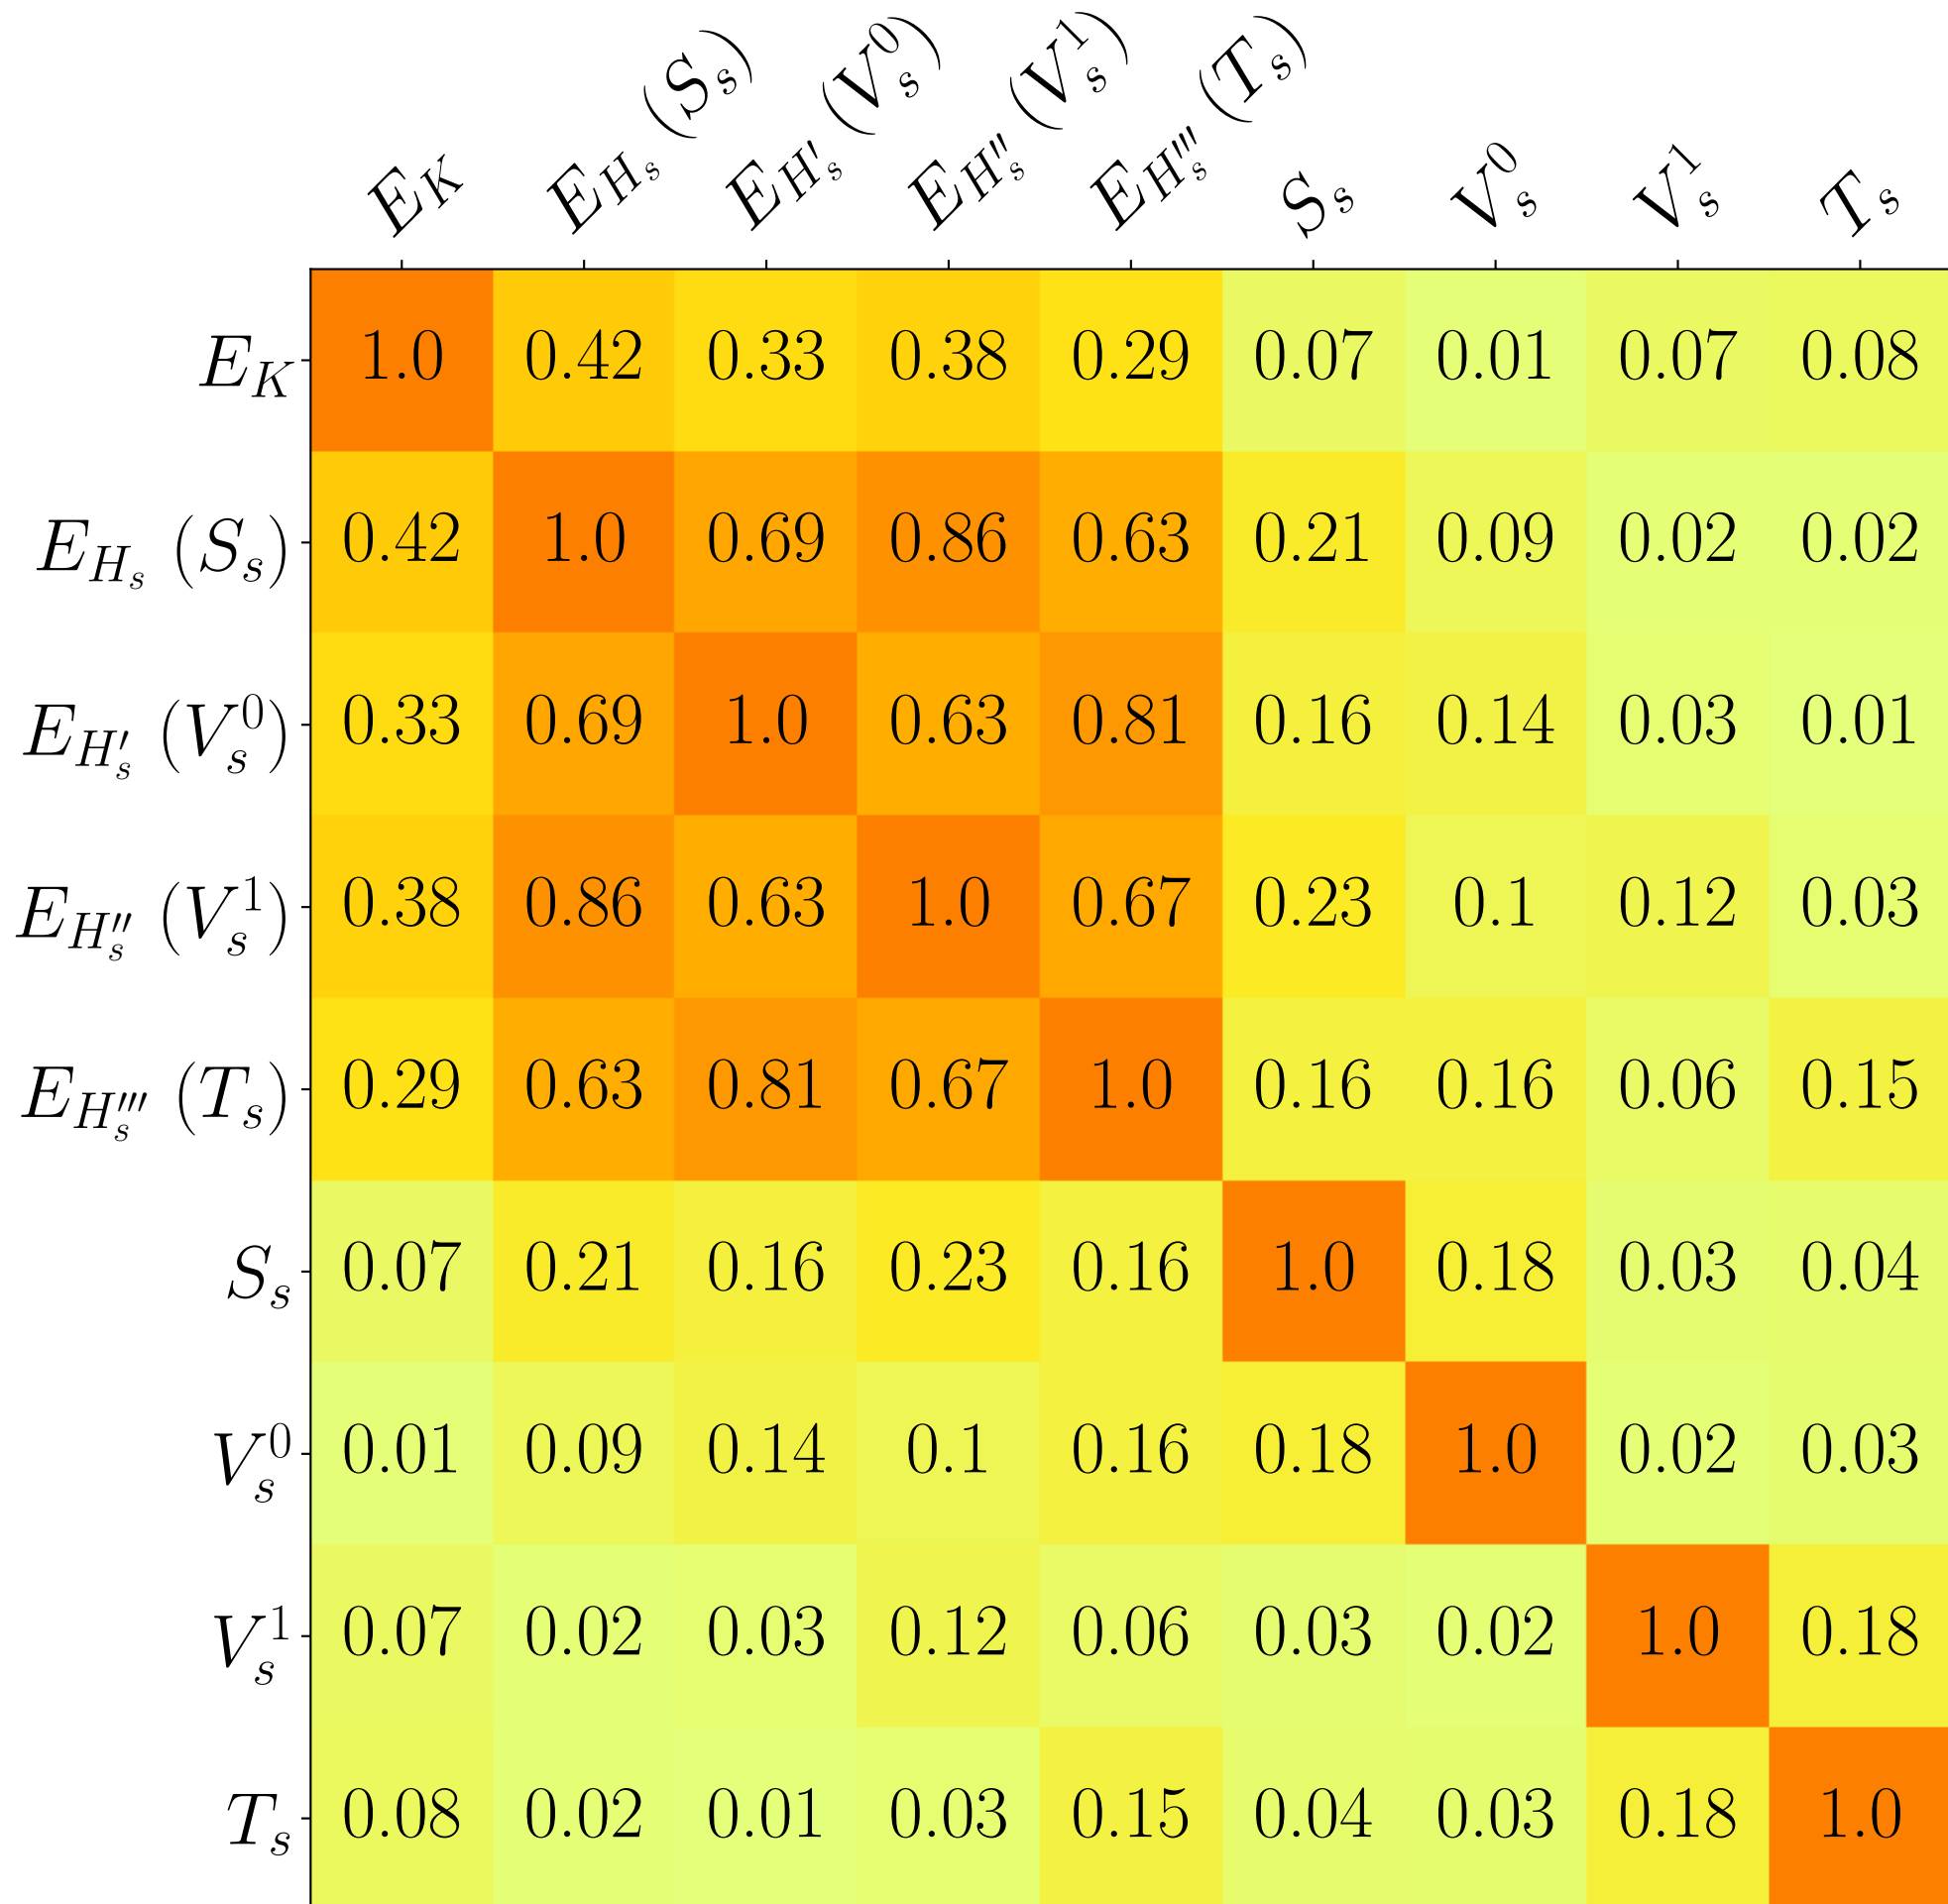 E_K E_{H_s} (S_s) E_{H'_s} (V_s^0) E_{H''_s} (V_s^1) E_{H'''_s} (T_s) S_s V_s^0 V_s^1 T_s
E_K 1.0 0.42 0.33 0.38 0.29 0.07 0.01 0.07 0.08
E_{H_s} (S_s) 0.42 1.0 0.69 0.86 0.63 0.21 0.09 0.02 0.02
E_{H'_s} (V_s^0) 0.33 0.69 1.0 0.63 0.81 0.16 0.14 0.03 0.01
E_{H''_s} (V_s^1) 0.38 0.86 0.63 1.0 0.67 0.23 0.1 0.12 0.03
E_{H'''_s} (T_s) 0.29 0.63 0.81 0.67 1.0 0.16 0.16 0.06 0.15
S_s 0.07 0.21 0.16 0.23 0.16 1.0 0.18 0.03 0.04
V_s^0 0.01 0.09 0.14 0.1 0.16 0.18 1.0 0.02 0.03
V_s^1 0.07 0.02 0.03 0.12 0.06 0.03 0.02 1.0 0.18
T_s 0.08 0.02 0.01 0.03 0.15 0.04 0.03 0.18 1.0